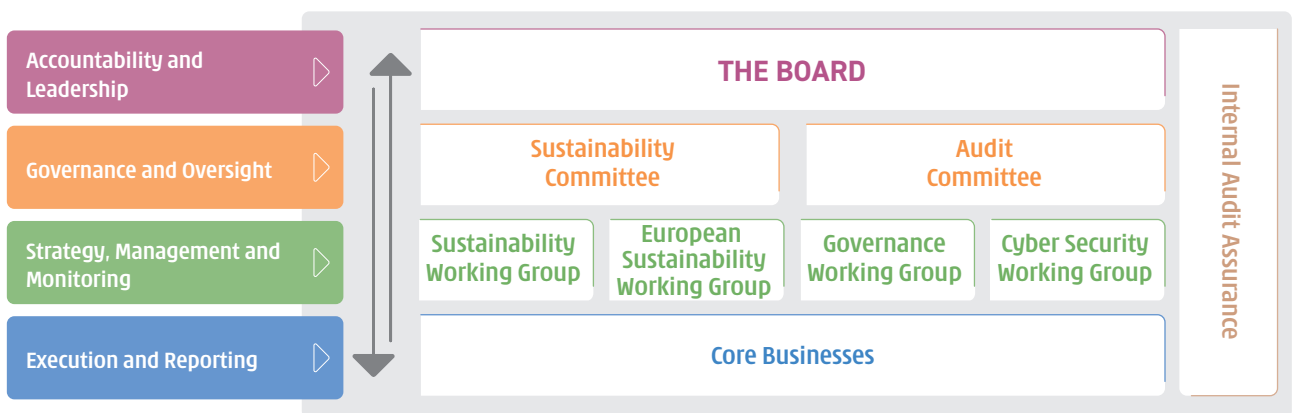 Accountability and
Leadership
THE BOARD
Governance and Oversight
Sustainability
Committee
Audit
Committee
Strategy, Management and
Monitoring
Sustainability
Working Group
European
Sustainability
Working Group
Governance
Working Group
Cyber Security
Working Group
Execution and Reporting
Core Businesses
Internal Audit Assurance